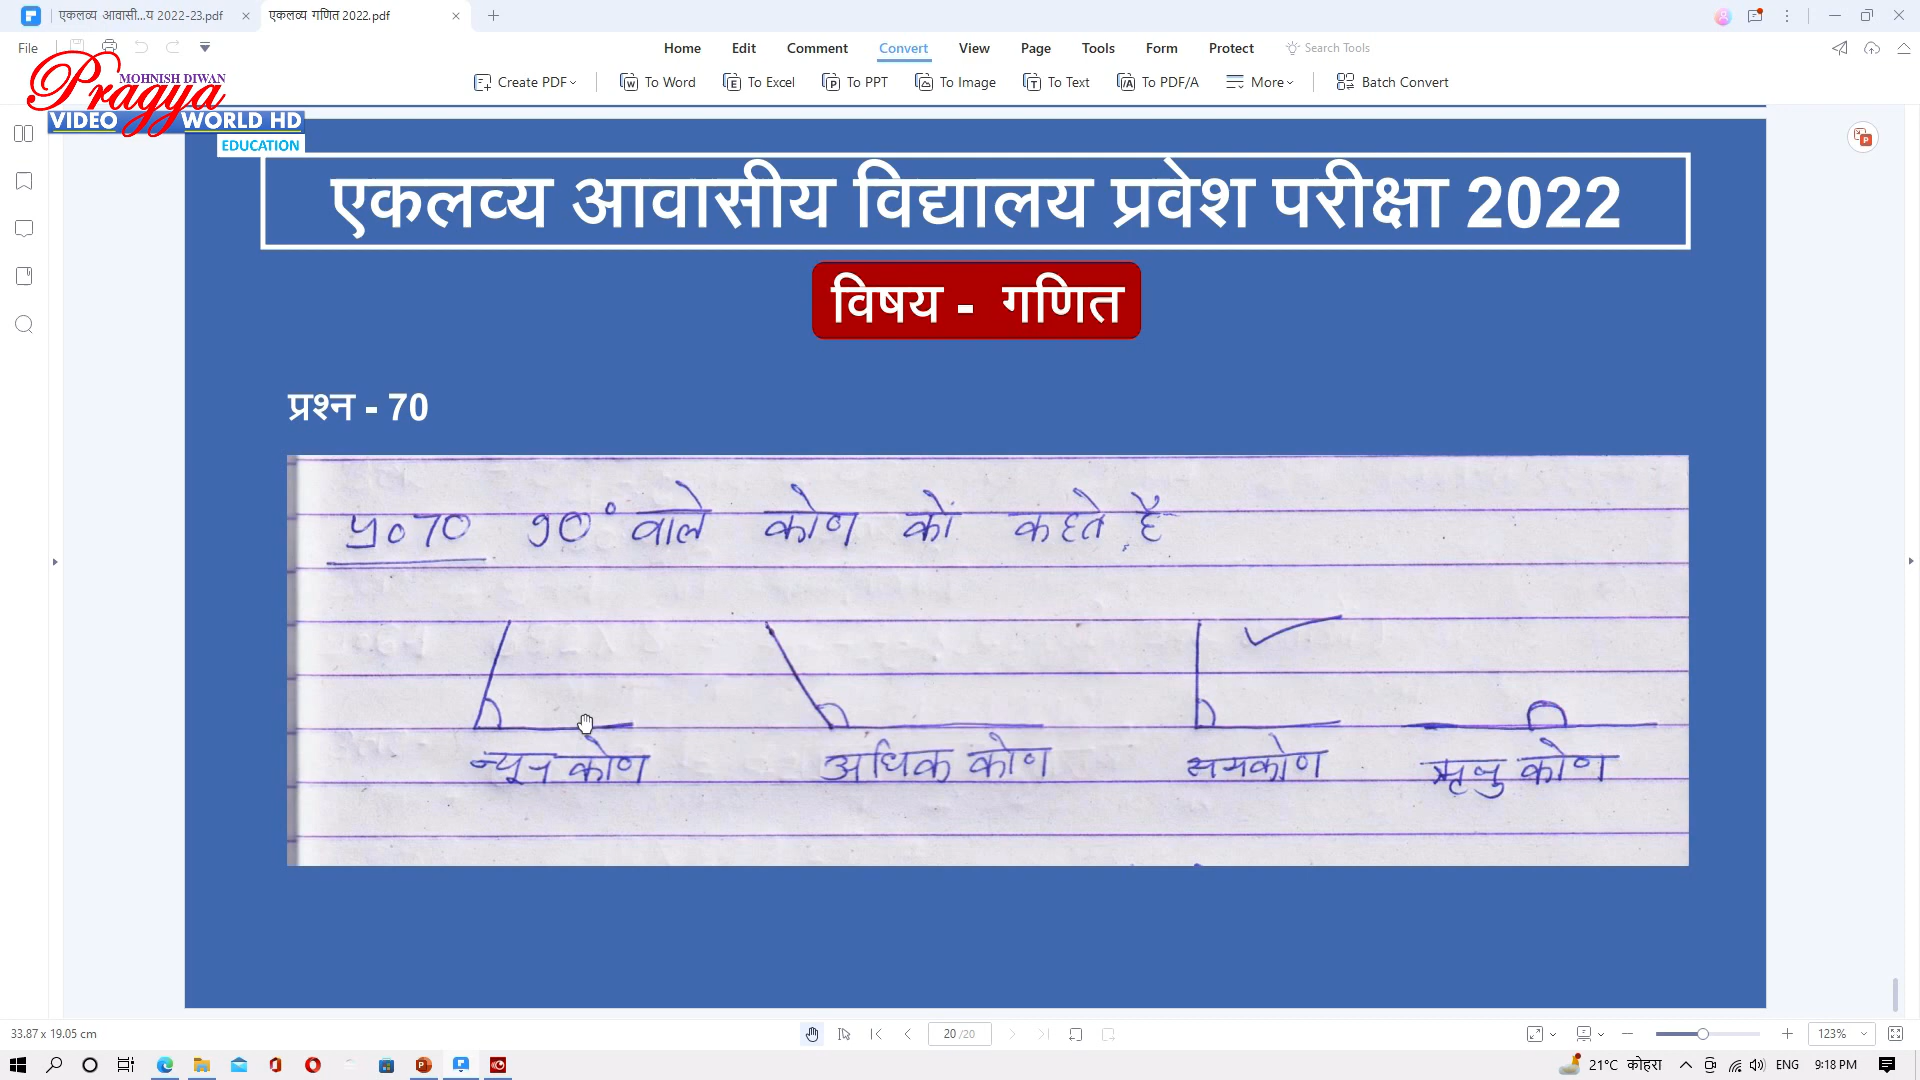 एकलव्य आवासी...य 2022-23.pdf
एकलव्य गणित 2022.pdf
File
Home Edit Comment Convert View Page Tools Form Protect Search Tools
Create PDF To Word To Excel To PPT To Image To Text To PDF/A More Batch Convert
MOHNISH DIWAN
Pragya
VIDEO WORLD HD
EDUCATION
एकलव्य आवासीय विद्यालय प्रवेश परीक्षा 2022
विषय - गणित
प्रश्न - 70
प्र०70 90° वाले कोण को कहते है
न्यून कोण अधिक कोण समकोण ऋजु कोण
33.87 x 19.05 cm
20 /20
123%
21°C कोहरा ENG 9:18 PM